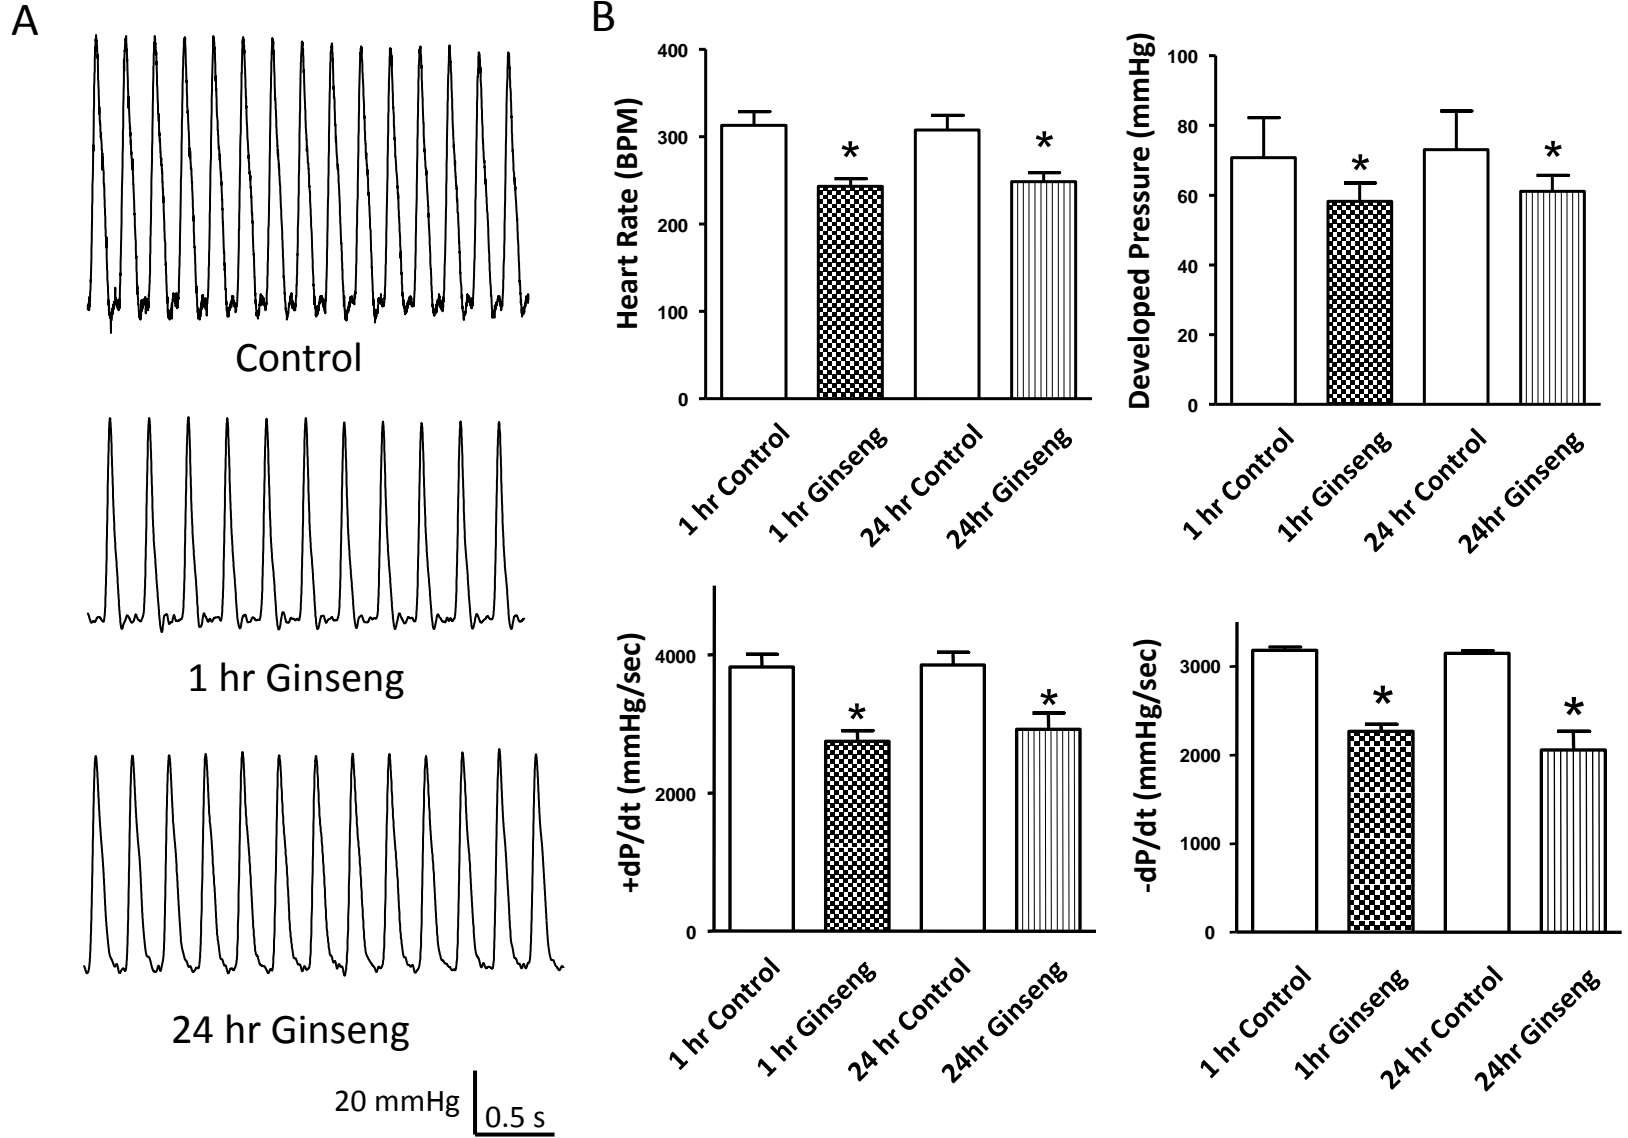 A
Control
1 hr Ginseng
24 hr Ginseng
20 mmHg
0.5 s
B
Heart Rate (BPM)
400
300
200
100
0
*
*
1 hr Control
1 hr Ginseng
24 hr Control
24hr Ginseng
Developed Pressure (mmHg)
100
80
60
40
20
0
*
*
1 hr Control
1hr Ginseng
24 hr Control
24hr Ginseng
+dP/dt (mmHg/sec)
4000
2000
0
*
*
1 hr Control
1 hr Ginseng
24 hr Control
24hr Ginseng
-dP/dt (mmHg/sec)
3000
2000
1000
0
*
*
1 hr Control
1hr Ginseng
24 hr Control
24hr Ginseng